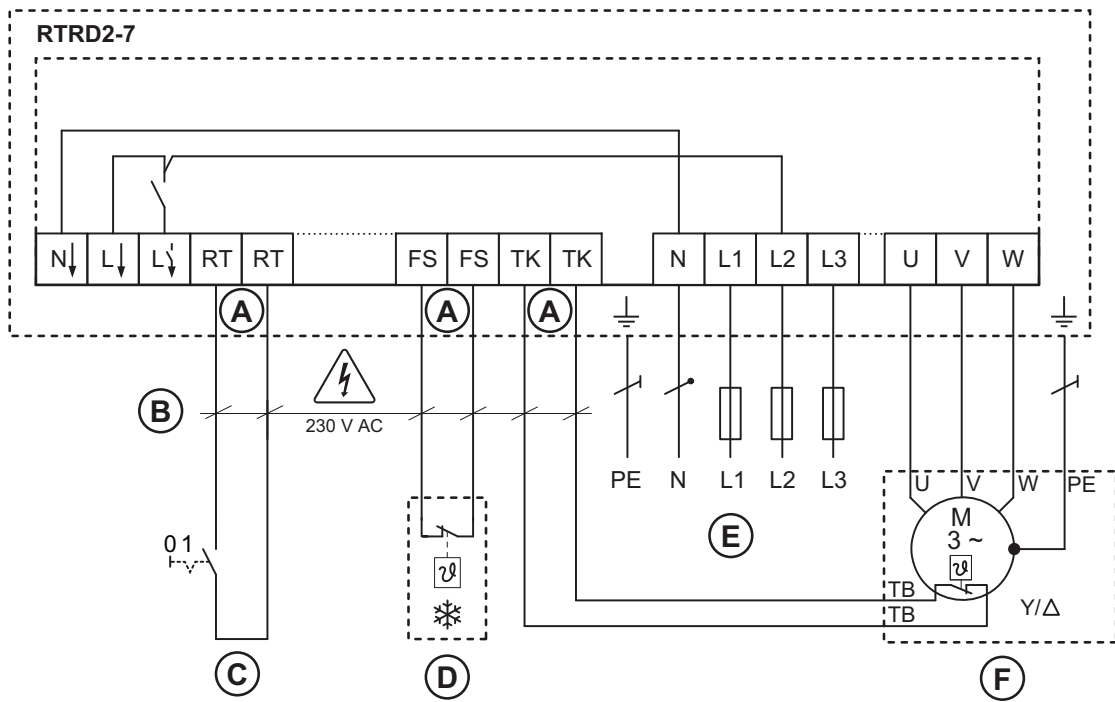 RTRD2-7
N L L RT RT FS FS TK TK N L1 L2 L3 U V W
A A A
B
230 V AC
PE N L1 L2 L3
U V W PE
M
3 ~
ϑ
0 1
E
ϑ
TB
TB
Y/△
C D F